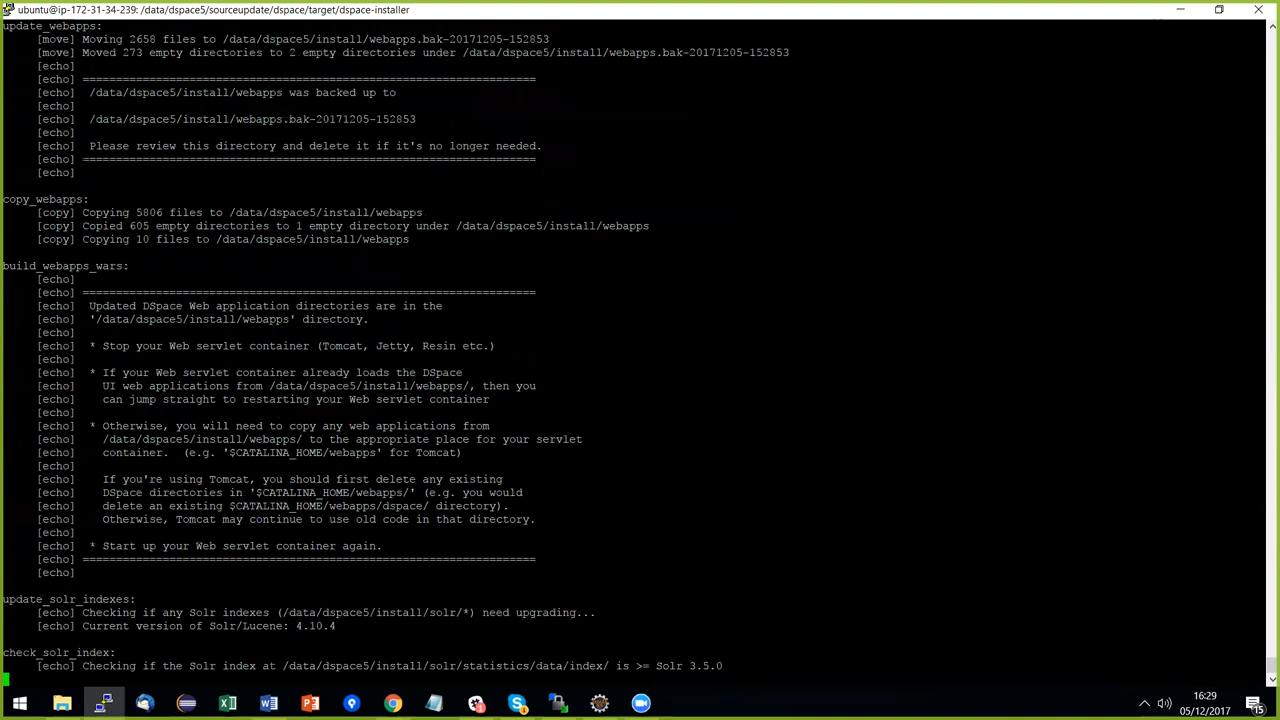 ubuntu@ip-172-31-34-239: /data/dspace5/sourceupdate/dspace/target/dspace-installer
update_webapps:
[move] Moving 2658 files to /data/dspace5/install/webapps.bak-20171205-152853
[move] Moved 273 empty directories to 2 empty directories under /data/dspace5/install/webapps.bak-20171205-152853
[echo]
[echo] ====================================================================
[echo]  /data/dspace5/install/webapps was backed up to
[echo]
[echo]  /data/dspace5/install/webapps.bak-20171205-152853
[echo]
[echo]  Please review this directory and delete it if it's no longer needed.
[echo] ====================================================================
[echo]
copy_webapps:
[copy] Copying 5806 files to /data/dspace5/install/webapps
[copy] Copied 605 empty directories to 1 empty directory under /data/dspace5/install/webapps
[copy] Copying 10 files to /data/dspace5/install/webapps
build_webapps_wars:
[echo]
[echo] ====================================================================
[echo]  Updated DSpace Web application directories are in the
[echo]  '/data/dspace5/install/webapps' directory.
[echo]
[echo]  * Stop your Web servlet container (Tomcat, Jetty, Resin etc.)
[echo]
[echo]  * If your Web servlet container already loads the DSpace
[echo]    UI web applications from /data/dspace5/install/webapps/, then you
[echo]    can jump straight to restarting your Web servlet container
[echo]
[echo]  * Otherwise, you will need to copy any web applications from
[echo]    /data/dspace5/install/webapps/ to the appropriate place for your servlet
[echo]    container.  (e.g. '$CATALINA_HOME/webapps' for Tomcat)
[echo]
[echo]    If you're using Tomcat, you should first delete any existing
[echo]    DSpace directories in '$CATALINA_HOME/webapps/' (e.g. you would
[echo]    delete an existing $CATALINA_HOME/webapps/dspace/ directory).
[echo]    Otherwise, Tomcat may continue to use old code in that directory.
[echo]
[echo]  * Start up your Web servlet container again.
[echo] ====================================================================
[echo]
update_solr_indexes:
[echo] Checking if any Solr indexes (/data/dspace5/install/solr/*) need upgrading...
[echo] Current version of Solr/Lucene: 4.10.4
check_solr_index:
[echo] Checking if the Solr index at /data/dspace5/install/solr/statistics/data/index/ is >= Solr 3.5.0
16:29
05/12/2017
15